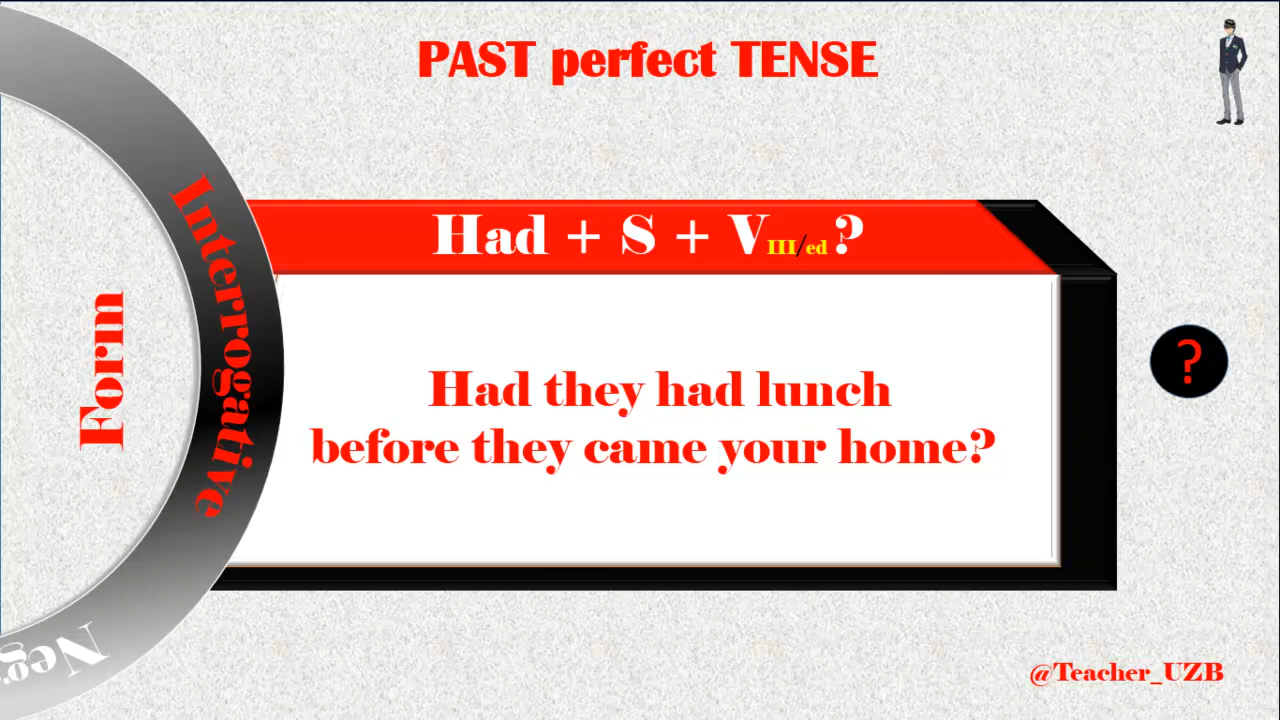 PAST perfect TENSE
Form
Interrogative
Had + S + VIII/ed ?
Had they had lunch
before they came your home?
?
@Teacher_UZB